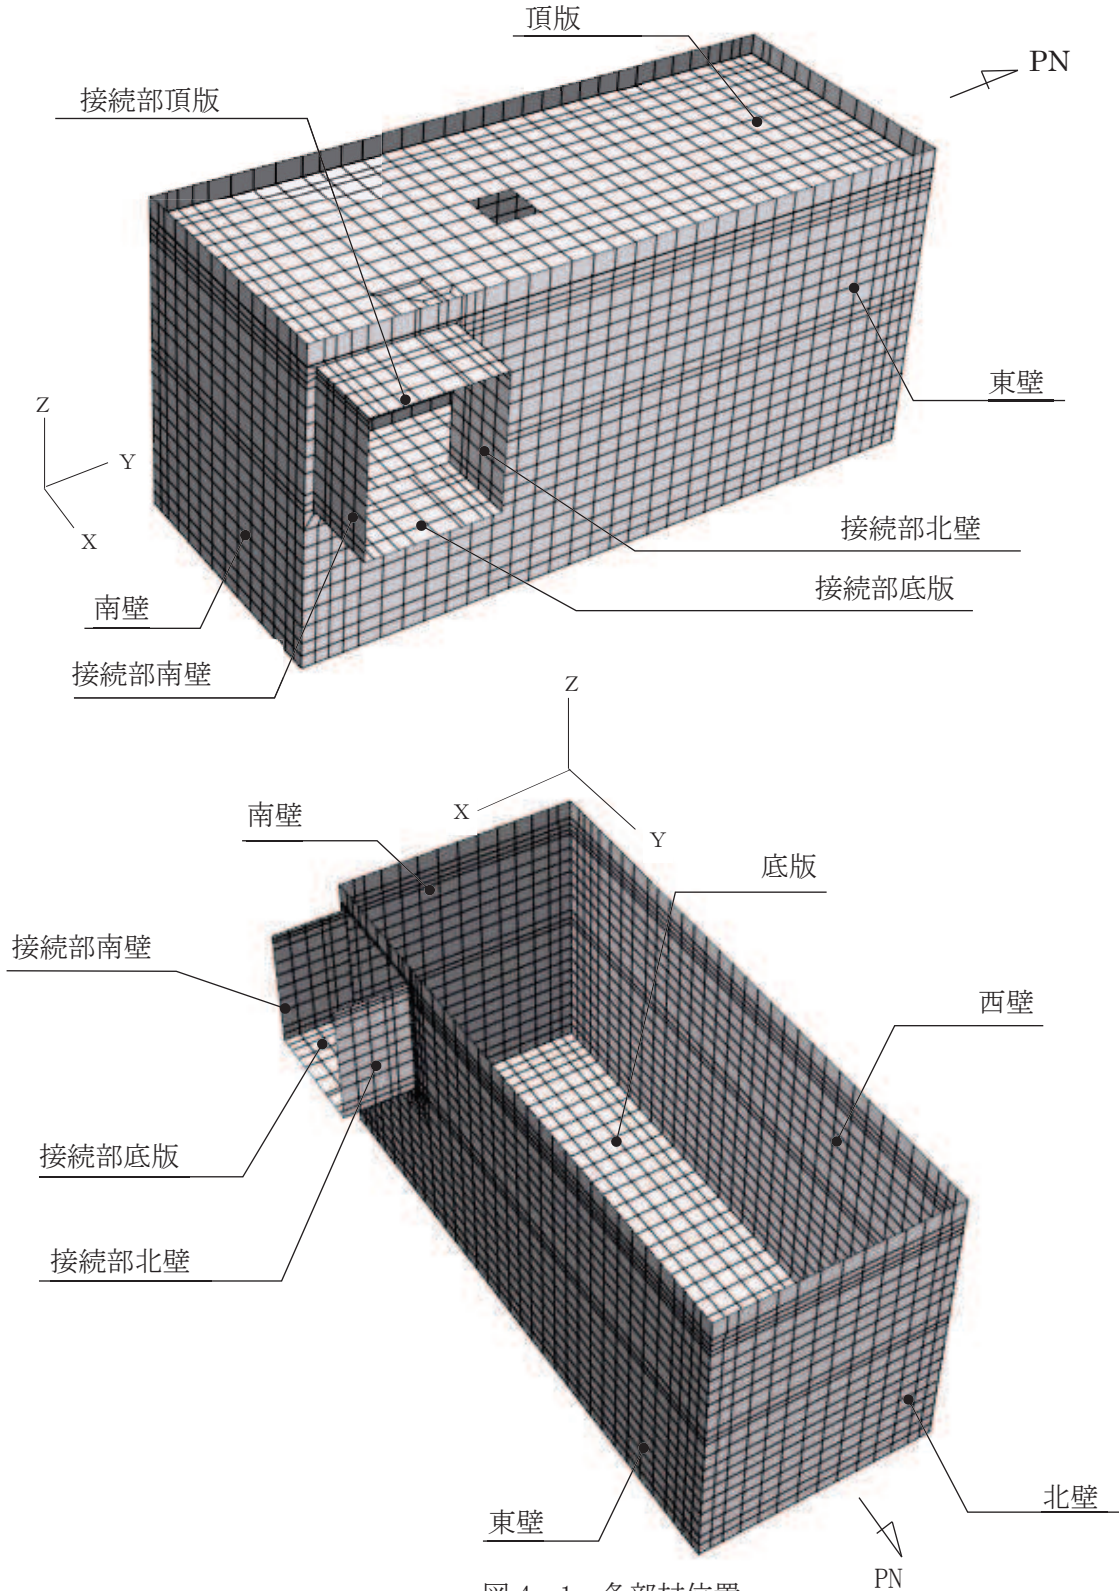 頂版
PN
接続部頂版
東壁
Z
Y
X
接続部北壁
接続部底版
南壁
接続部南壁
Z
X
Y
南壁
底版
接続部南壁
西壁
接続部底版
接続部北壁
北壁
東壁
PN
図 4-1 各部材位置